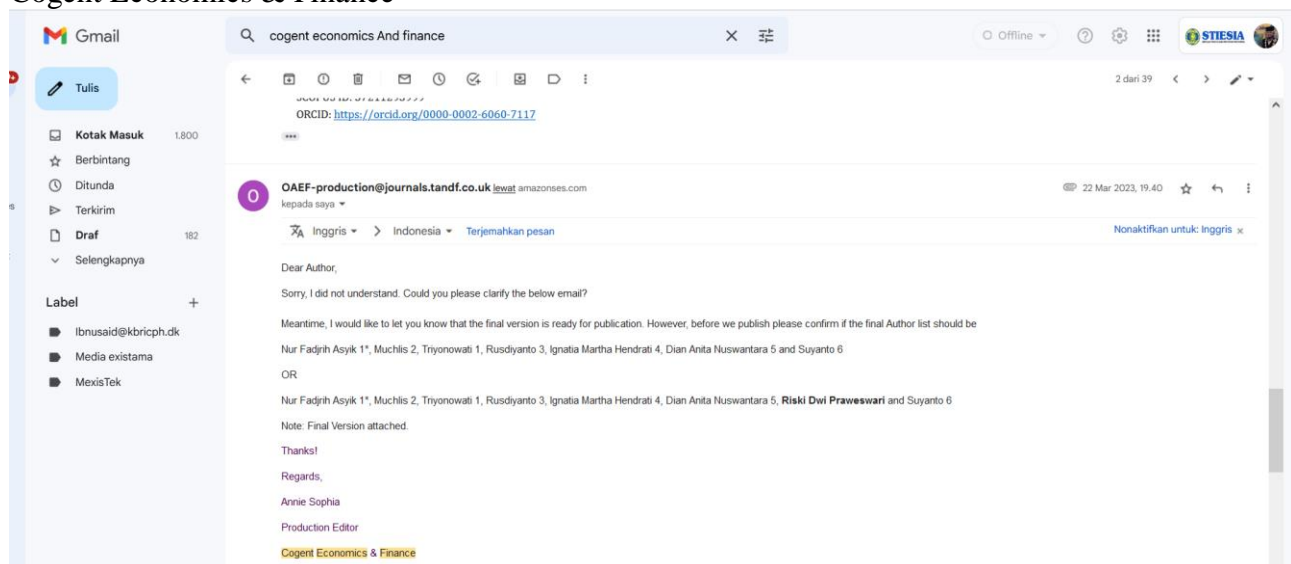 Cogent Economics & Finance
Gmail
cogent economics And finance
Offline
STIESIA
Tulis
2 dari 39
ORCID: https://orcid.org/0000-0002-6060-7117
Kotak Masuk 1.800
Berbintang
Ditunda
Terkirim
Draf 182
Selengkapnya
Label
Ibnusaid@kbricph.dk
Media existama
MexisTek
OAEF-production@journals.tandf.co.uk lewat amazonses.com
22 Mar 2023, 19.40
kepada saya
Inggris > Indonesia Terjemahkan pesan
Nonaktifkan untuk: Inggris x
Dear Author,
Sorry, I did not understand. Could you please clarify the below email?
Meantime, I would like to let you know that the final version is ready for publication. However, before we publish please confirm if the final Author list should be
Nur Fadjrih Asyik 1*, Muchlis 2, Triyonowati 1, Rusdiyanto 3, Ignatia Martha Hendrati 4, Dian Anita Nuswantara 5 and Suyanto 6
OR
Nur Fadjrih Asyik 1*, Muchlis 2, Triyonowati 1, Rusdiyanto 3, Ignatia Martha Hendrati 4, Dian Anita Nuswantara 5, Riski Dwi Praweswari and Suyanto 6
Note: Final Version attached.
Thanks!
Regards,
Annie Sophia
Production Editor
Cogent Economics & Finance